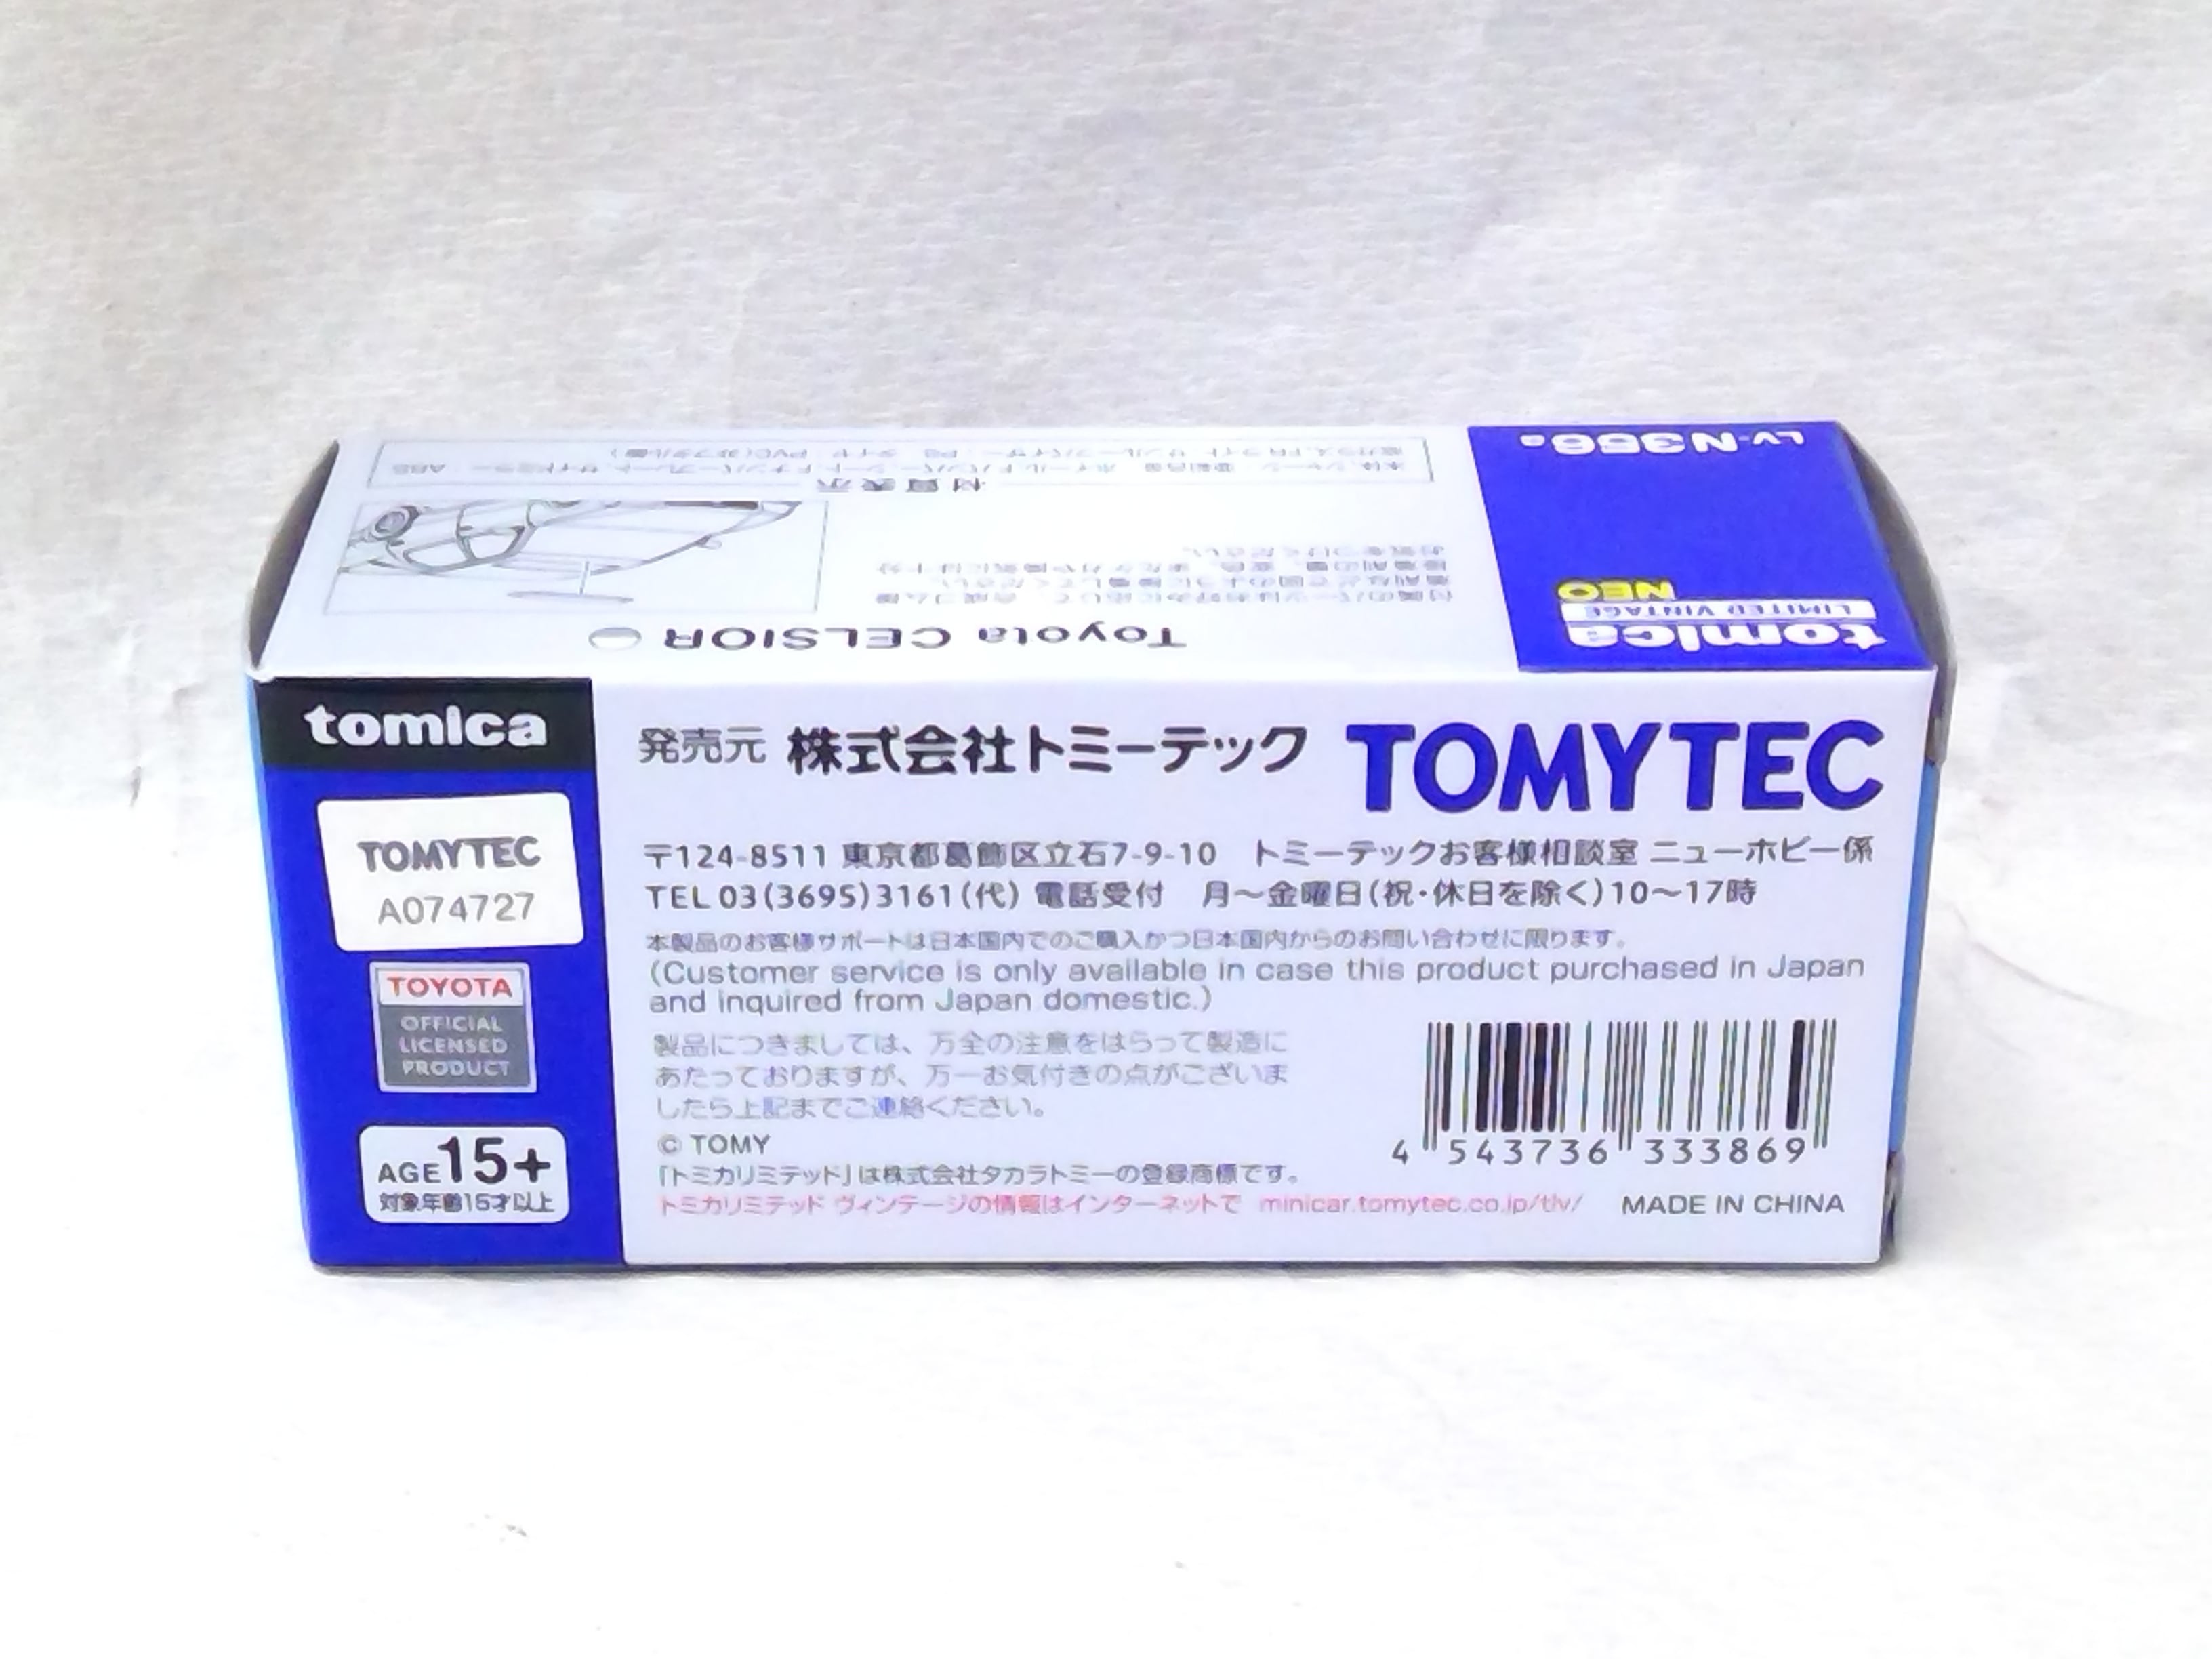 LV-N356a
tomica
LIMITED VINTAGE
NEO
Toyota CELSIOR
材質表示
tomica
TOMYTEC
A074727
TOYOTA
OFFICIAL
LICENSED
PRODUCT
AGE15+
対象年齢15才以上
発売元 株式会社トミーテック TOMYTEC
〒124-8511 東京都葛飾区立石7-9-10 トミーテックお客様相談室 ニューホビー係
TEL 03(3695)3161(代) 電話受付 月〜金曜日(祝・休日を除く)10〜17時
本製品のお客様サポートは日本国内でのご購入かつ日本国内からのお問い合わせに限ります。
(Customer service is only available in case this product purchased in Japan
and inquired from Japan domestic.)
製品につきましては、万全の注意をはらって製造に
あたっておりますが、万一お気付きの点がございま
したら上記までご連絡ください。
© TOMY
「トミカリミテッド」は株式会社タカラトミーの登録商標です。
トミカリミテッド ヴィンテージの情報はインターネットで minicar.tomytec.co.jp/tlv/
4 543736 333869
MADE IN CHINA